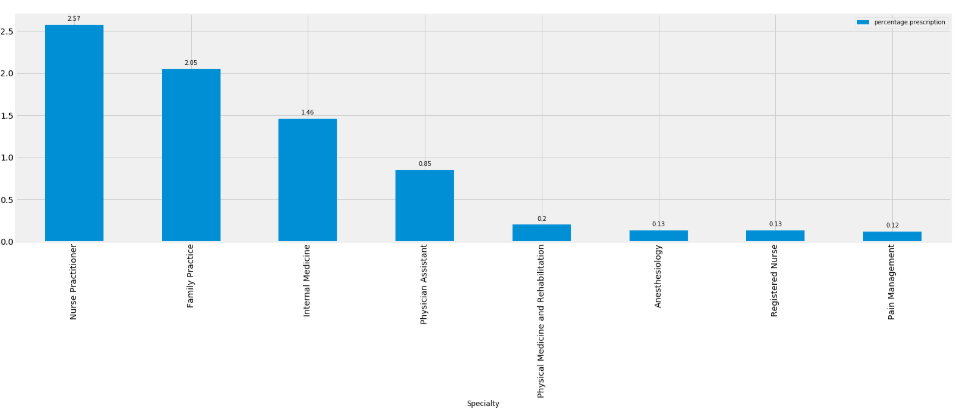 percentage.prescription
2.57
2.05
1.46
0.85
0.2
0.13
0.13
0.12
2.5
2.0
1.5
1.0
0.5
0.0
Nurse Practitioner
Family Practice
Internal Medicine
Physician Assistant
Physical Medicine and Rehabilitation
Anesthesiology
Registered Nurse
Pain Management
Specialty